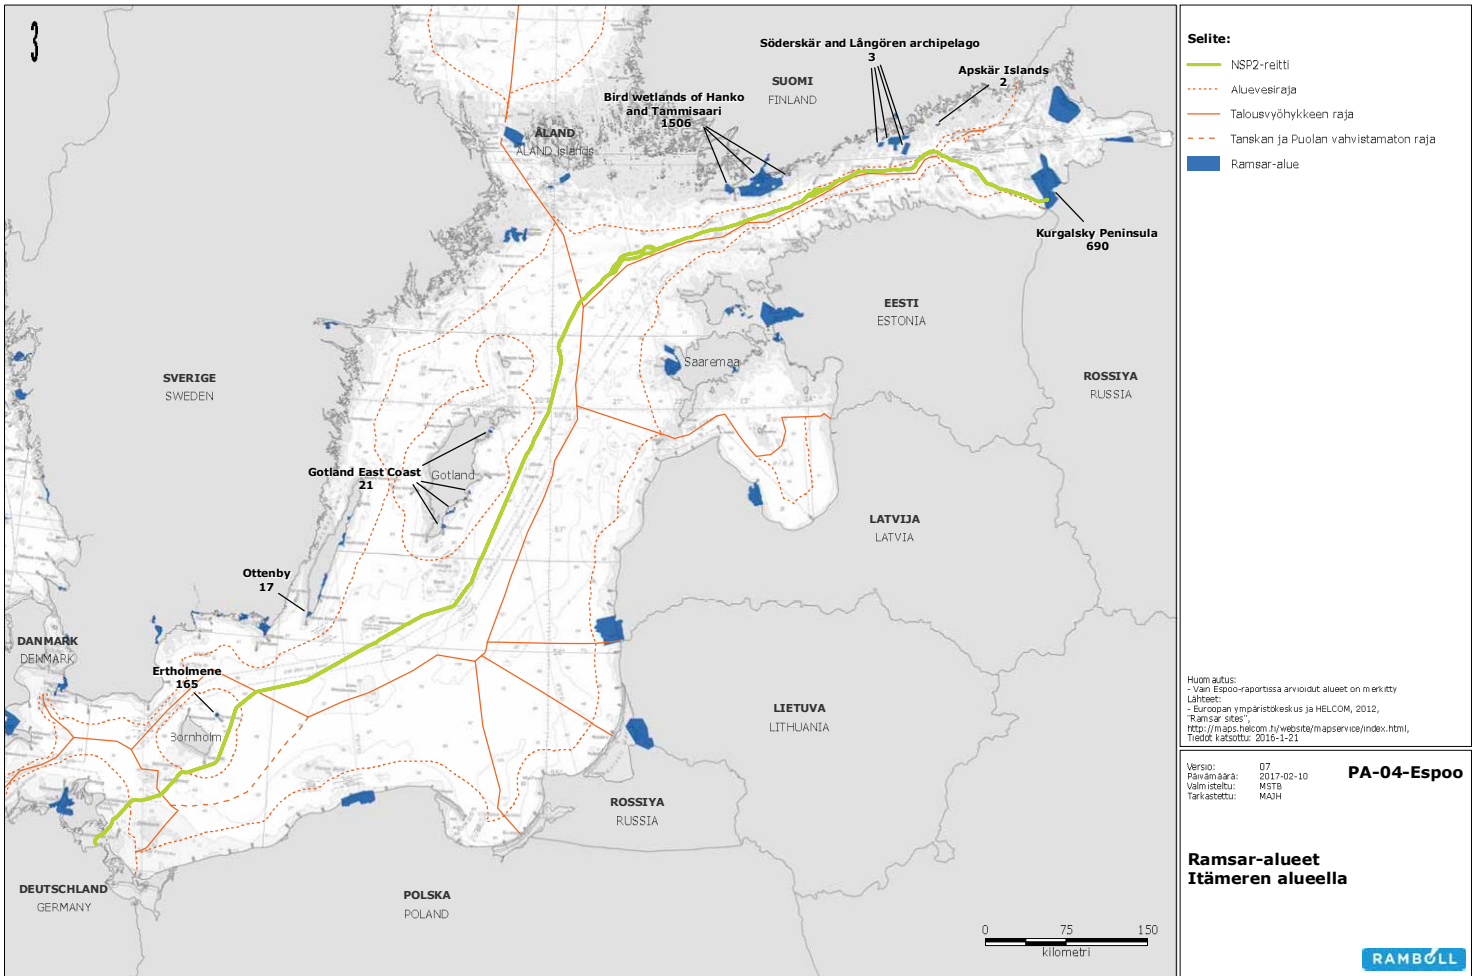 3
Söderskär and Långören archipelago
3
SUOMI
FINLAND
Apskär Islands
2
Bird wetlands of Hanko
and Tammisaari
1506
ÅLAND
ÅLAND Islands
Kurgalsky Peninsula
690
EESTI
ESTONIA
Saaremaa
SVERIGE
SWEDEN
ROSSIYA
RUSSIA
Gotland East Coast
21
Gotland
LATVIJA
LATVIA
Ottenby
17
DANMARK
DENMARK
Ertholmene
165
Bornholm
LIETUVA
LITHUANIA
ROSSIYA
RUSSIA
DEUTSCHLAND
GERMANY
POLSKA
POLAND
0 75 150
kilometri
Selite:
NSP2-reitti
Aluevesiraja
Talousvyöhykkeen raja
Tanskan ja Puolan vahvistamaton raja
Ramsar-alue
Huomautus:
- Vain Espoo-raportissa arvioidut alueet on merkitty
Lähteet:
- Euroopan ympäristökeskus ja HELCOM, 2012,
"Ramsar sites",
http://maps.helcom.fi/website/mapservice/index.html,
Tiedot katsottu: 2016-1-21
Versio: 07
Päivämäärä: 2017-02-10
Valmisteltu: MSTB
Tarkastettu: MAJH
PA-04-Espoo
Ramsar-alueet
Itämeren alueella
RAMBOLL